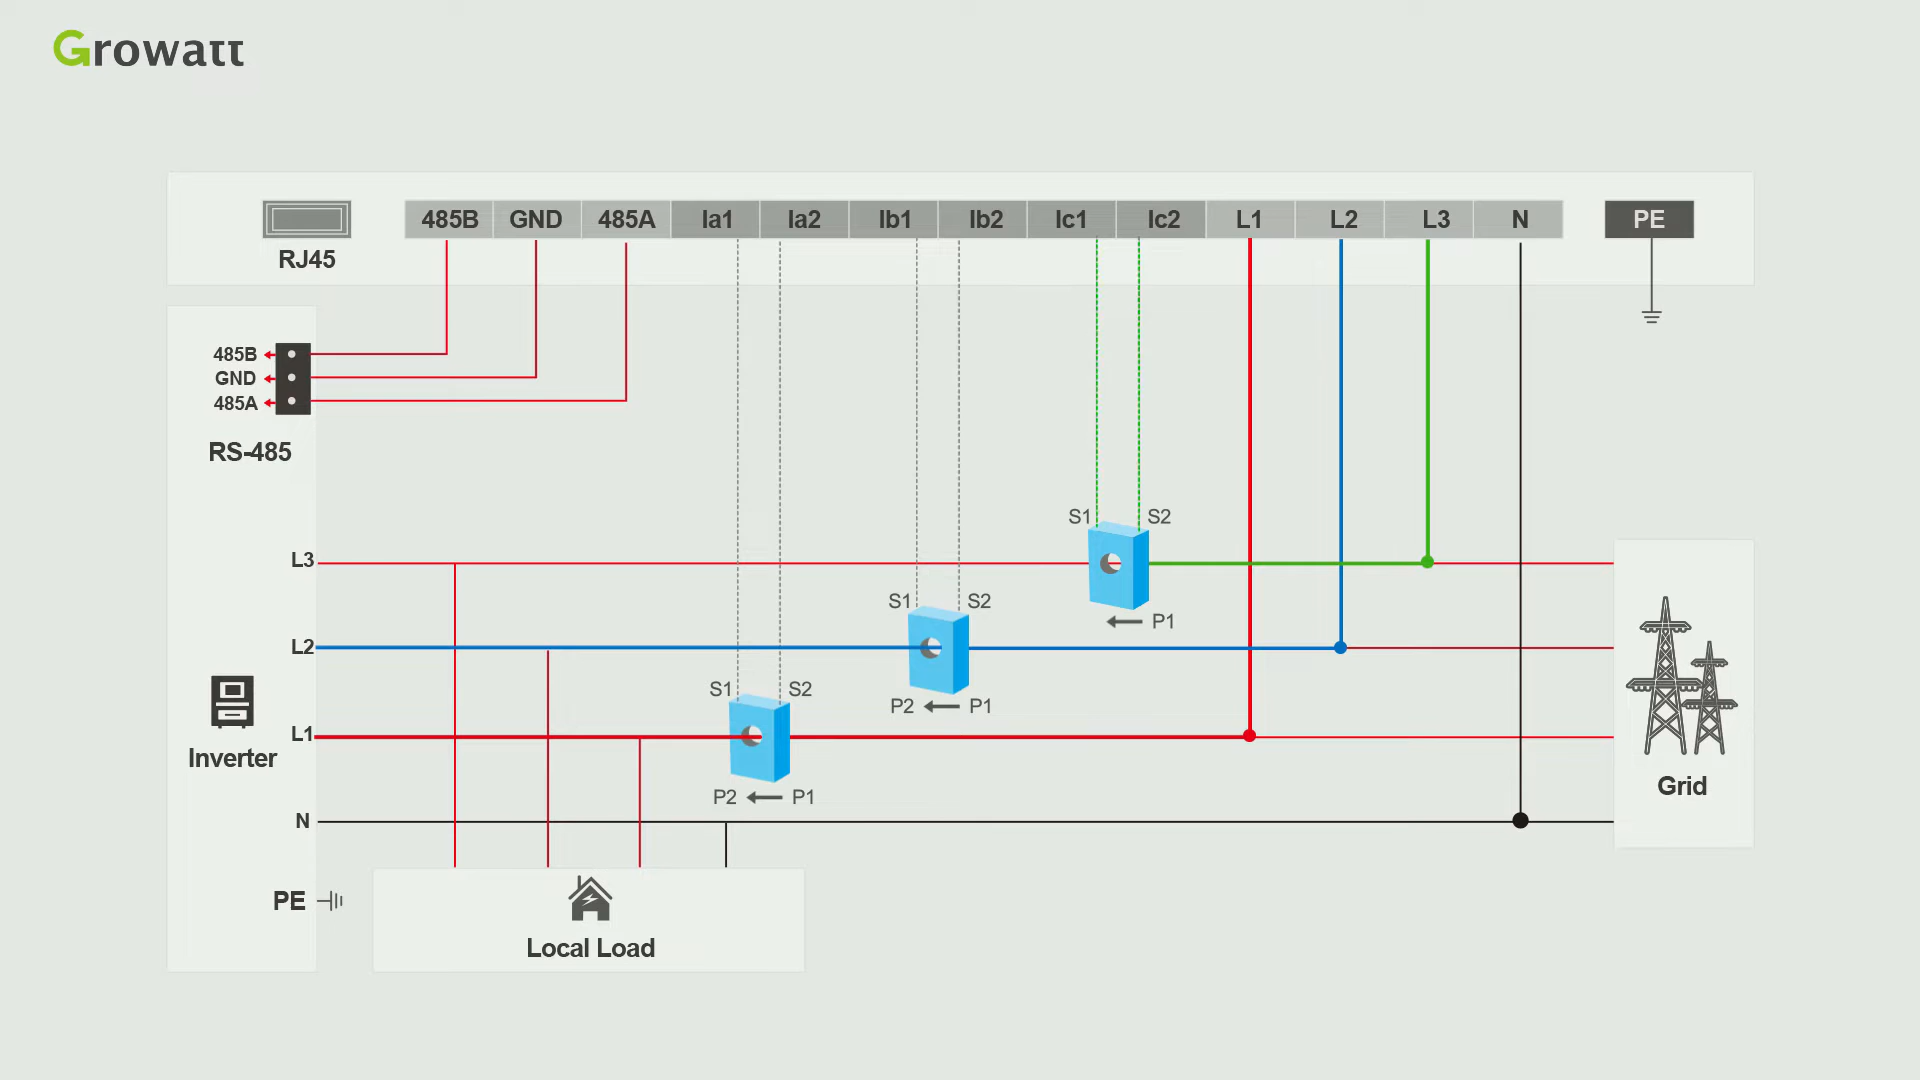 Growatt
485B GND 485A Ia1 Ia2 Ib1 Ib2 Ic1 Ic2 L1 L2 L3 N PE
RJ45
485B
GND
485A
RS-485
S1 S2
L3
S1 S2
P1
L2
S1 S2
P2 P1
L1
Inverter
Grid
P2 P1
N
PE
Local Load